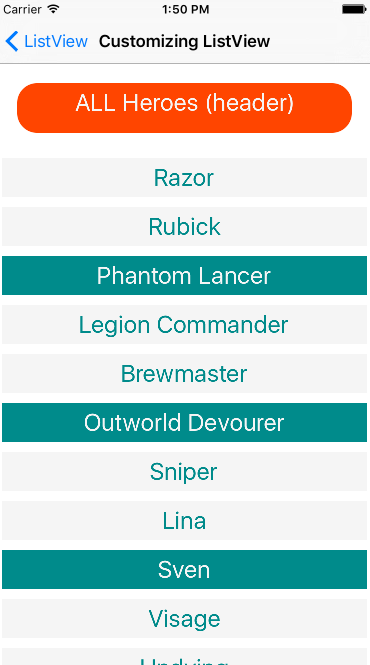 Carrier 1:50 PM
ListView Customizing ListView
ALL Heroes (header)
Razor
Rubick
Phantom Lancer
Legion Commander
Brewmaster
Outworld Devourer
Sniper
Lina
Sven
Visage
Undying